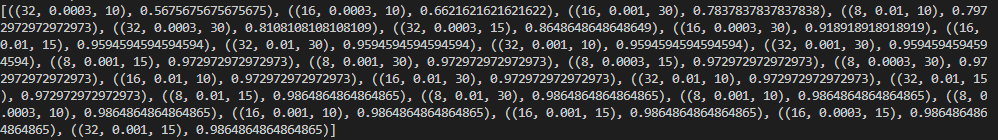 [((32, 0.0003, 10), 0.5675675675675675), ((16, 0.0003, 10), 0.6621621621621622), ((16, 0.001, 30), 0.7837837837837838), ((8, 0.01, 10), 0.797
2972972972973), ((32, 0.0003, 30), 0.8108108108108109), ((32, 0.0003, 15), 0.8648648648648649), ((16, 0.0003, 30), 0.918918918918919), ((16,
0.01, 15), 0.9594594594594594), ((32, 0.01, 30), 0.9594594594594594), ((32, 0.001, 10), 0.9594594594594594), ((32, 0.001, 30), 0.959459459459
4594), ((8, 0.001, 15), 0.972972972972973), ((8, 0.001, 30), 0.972972972972973), ((8, 0.0003, 15), 0.972972972972973), ((8, 0.0003, 30), 0.97
2972972972973), ((16, 0.01, 10), 0.972972972972973), ((16, 0.01, 30), 0.972972972972973), ((32, 0.01, 10), 0.972972972972973), ((32, 0.01, 15
), 0.972972972972973), ((8, 0.01, 15), 0.9864864864864865), ((8, 0.01, 30), 0.9864864864864865), ((8, 0.001, 10), 0.9864864864864865), ((8, 0
.0003, 10), 0.9864864864864865), ((16, 0.001, 10), 0.9864864864864865), ((16, 0.001, 15), 0.9864864864864865), ((16, 0.0003, 15), 0.986486486
4864865), ((32, 0.001, 15), 0.9864864864864865)]